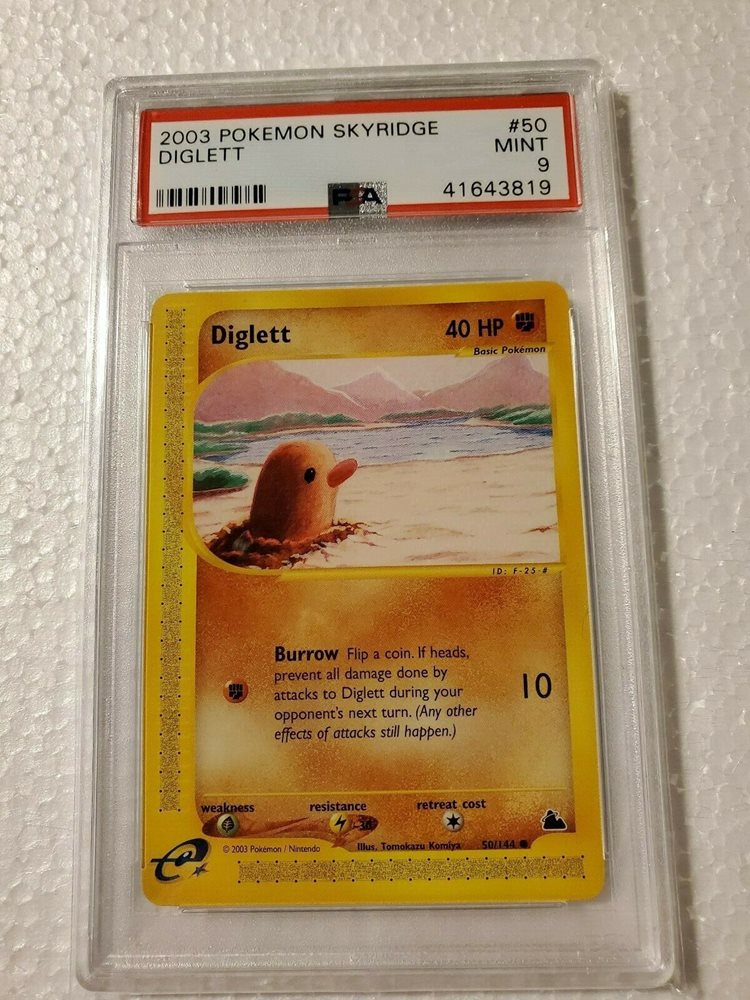 2003 POKEMON SKYRIDGE #50
DIGLETT MINT
9
PSA 41643819
Diglett 40 HP
Basic Pokémon
ID: F-25-#
Burrow Flip a coin. If heads,
prevent all damage done by
attacks to Diglett during your
opponent's next turn. (Any other
effects of attacks still happen.)
10
weakness resistance retreat cost
-30
© 2003 Pokémon / Nintendo Illus. Tomokazu Komiya 50/144
e